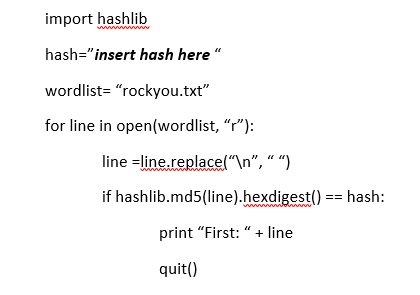 import hashlib
hash=”insert hash here “
wordlist= “rockyou.txt”
for line in open(wordlist, “r”):
line =line.replace(“\n”, “ “)
if hashlib.md5(line).hexdigest() == hash:
print “First: “ + line
quit()